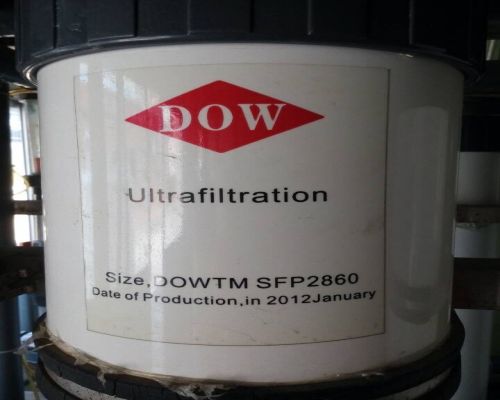 DOW
Ultrafiltration
Size,DOWTM SFP2860
Date of Production,in 2012January